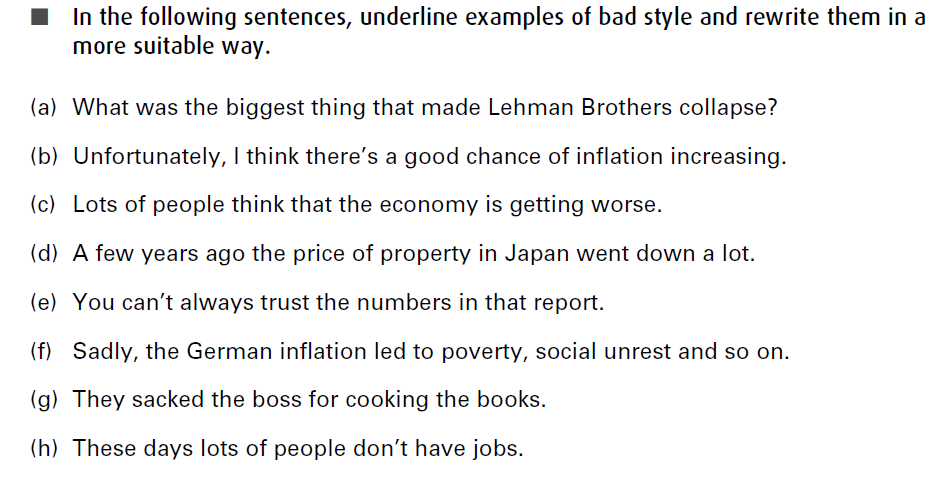 ■ In the following sentences, underline examples of bad style and rewrite them in a
more suitable way.
(a) What was the biggest thing that made Lehman Brothers collapse?
(b) Unfortunately, I think there's a good chance of inflation increasing.
(c) Lots of people think that the economy is getting worse.
(d) A few years ago the price of property in Japan went down a lot.
(e) You can't always trust the numbers in that report.
(f) Sadly, the German inflation led to poverty, social unrest and so on.
(g) They sacked the boss for cooking the books.
(h) These days lots of people don't have jobs.